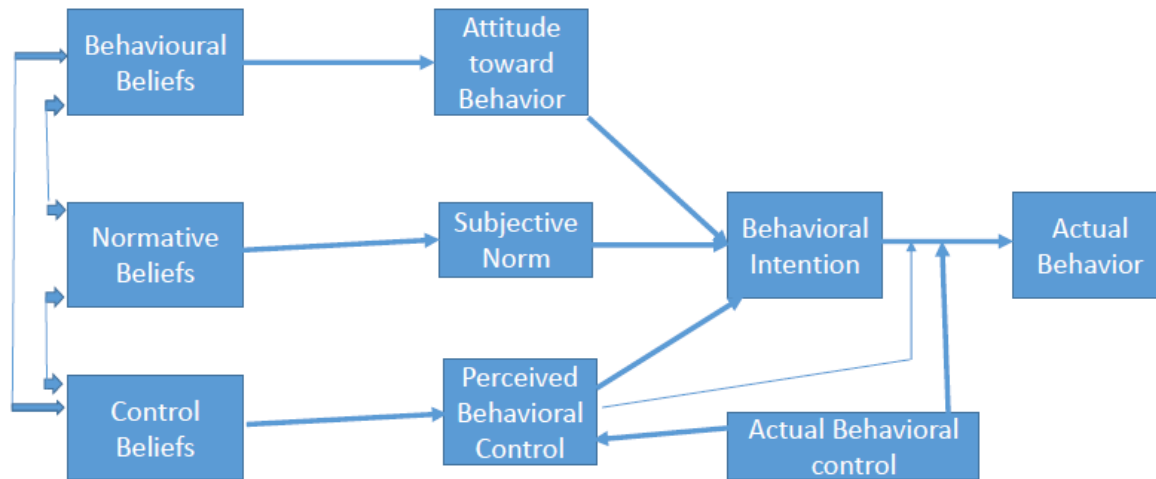 Behavioural
Beliefs
Attitude
toward
Behavior
Normative
Beliefs
Subjective
Norm
Behavioral
Intention
Actual
Behavior
Control
Beliefs
Perceived
Behavioral
Control
Actual Behavioral
control